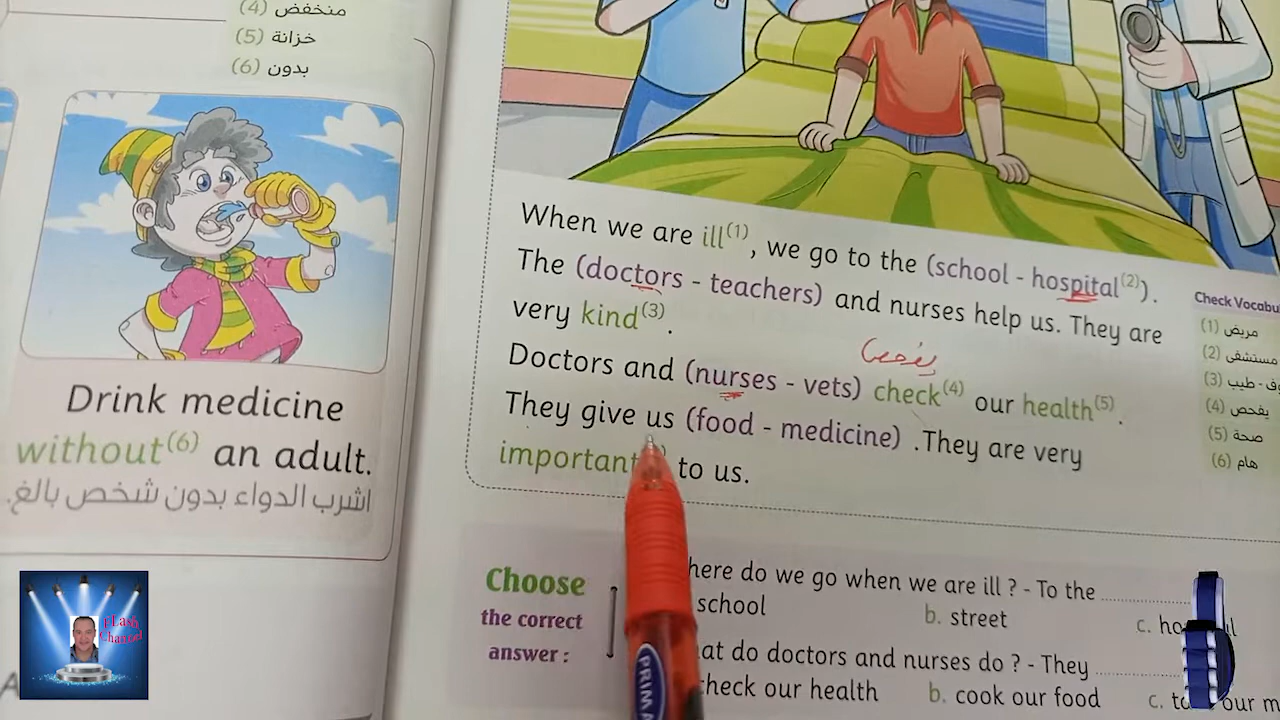 منخفض (4)
خزانة (5)
بدون (6)
Drink medicine
without(6) an adult.
اشرب الدواء بدون شخص بالغ.
When we are ill(1), we go to the (school - hospital(2)).
The (doctors - teachers) and nurses help us. They are
very kind(3).
يفحص
Doctors and (nurses - vets) check(4) our health(5).
They give us (food - medicine) .They are very
important to us.
Check Vocabu
(1) مريض
(2) مستشفى
(3) طيب
(4) يفحص
(5) صحة
(6) هام
Choose
the correct
answer :
here do we go when we are ill ? - To the
school b. street c.
at do doctors and nurses do ? - They
check our health b. cook our food c. our m
PRIMA
FLash
Channel